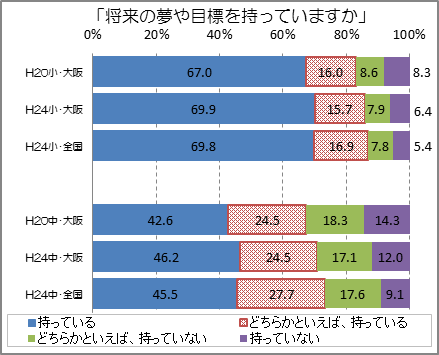 「将来の夢や目標を持っていますか」
0% 20% 40% 60% 80% 100%
H20小・大阪 67.0 16.0 8.6 8.3
H24小・大阪 69.9 15.7 7.9 6.4
H24小・全国 69.8 16.9 7.8 5.4
H20中・大阪 42.6 24.5 18.3 14.3
H24中・大阪 46.2 24.5 17.1 12.0
H24中・全国 45.5 27.7 17.6 9.1
持っている どちらかといえば、持っている
どちらかといえば、持っていない 持っていない